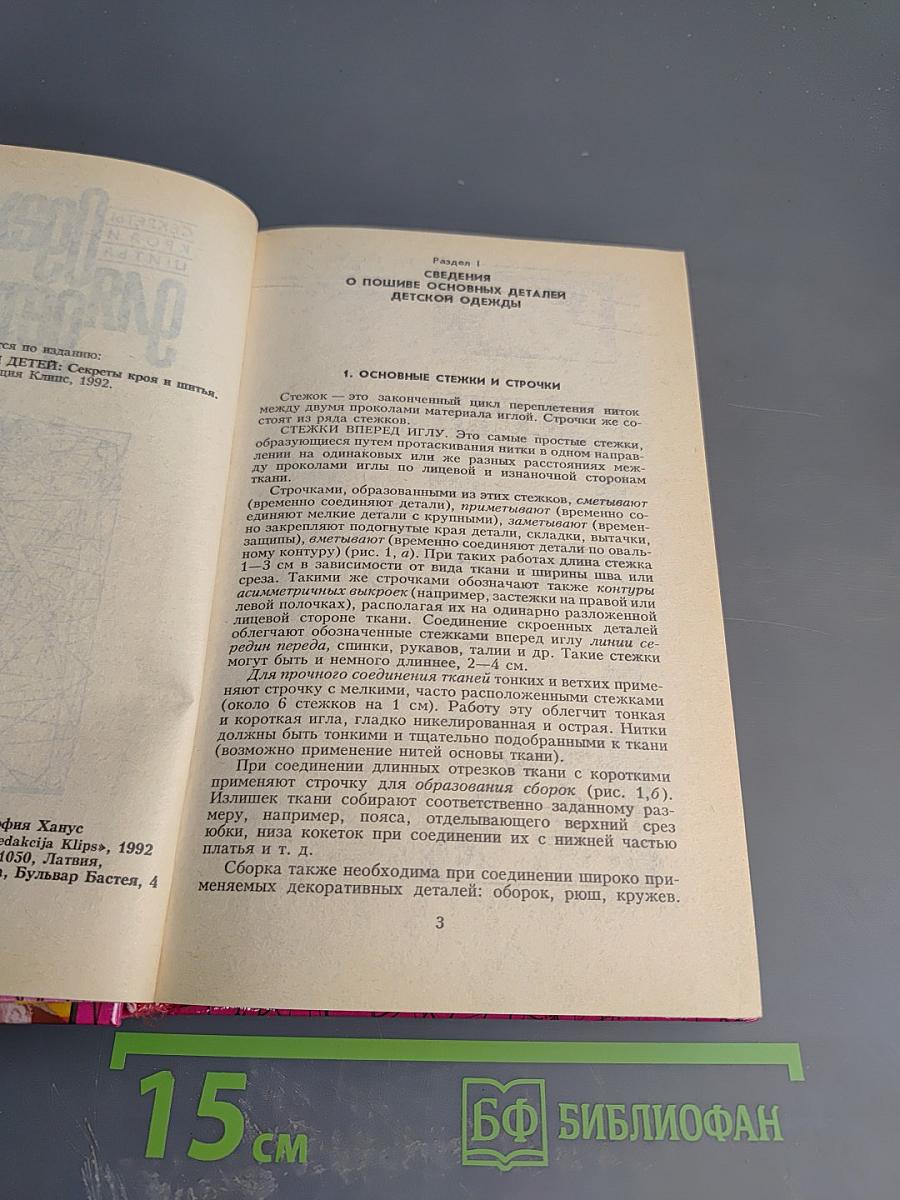 СЕКРЕТЫ
КРОЯ И
ШИТЬЯ
тся по изданию:
ДЕТЕЙ: Секреты кроя и шитья.
ция Клипс, 1992.
фия Ханус
edakcija Klips», 1992
1050, Латвия,
а, Бульвар Бастея, 4
Раздел I
СВЕДЕНИЯ
О ПОШИВЕ ОСНОВНЫХ ДЕТАЛЕЙ
ДЕТСКОЙ ОДЕЖДЫ
1. ОСНОВНЫЕ СТЕЖКИ И СТРОЧКИ
Стежок — это законченный цикл переплетения ниток
между двумя проколами материала иглой. Строчки же со-
стоят из ряда стежков.
СТЕЖКИ ВПЕРЕД ИГЛУ. Это самые простые стежки,
образующиеся путем протаскивания нитки в одном направ-
лении на одинаковых или же разных расстояниях меж-
ду проколами иглы по лицевой и изнаночной сторонам
ткани.
Строчками, образованными из этих стежков, сметывают
(временно соединяют детали), приметывают (временно со-
единяют мелкие детали с крупными), заметывают (времен-
но закрепляют подогнутые края детали, складки, вытачки,
защипы), вметывают (временно соединяют детали по оваль-
ному контуру) (рис. 1, а). При таких работах длина стежка
1—3 см в зависимости от вида ткани и ширины шва или
среза. Такими же строчками обозначают также контуры
асимметричных выкроек (например, застежки на правой или
левой полочках), располагая их на одинарно разложенной
лицевой стороне ткани. Соединение скроенных деталей
облегчают обозначенные стежками вперед иглу линии се-
редин переда, спинки, рукавов, талии и др. Такие стежки
могут быть и немного длиннее, 2—4 см.
Для прочного соединения тканей тонких и ветхих приме-
няют строчку с мелкими, часто расположенными стежками
(около 6 стежков на 1 см). Работу эту облегчит тонкая
и короткая игла, гладко никелированная и острая. Нитки
должны быть тонкими и тщательно подобранными к ткани
(возможно применение нитей основы ткани).
При соединении длинных отрезков ткани с короткими
применяют строчку для образования сборок (рис. 1,б).
Излишек ткани собирают соответственно заданному раз-
меру, например, пояса, отделывающего верхний срез
юбки, низа кокеток при соединении их с нижней частью
платья и т. д.
Сборка также необходима при соединении широко при-
меняемых декоративных деталей: оборок, рюш, кружев.
3
15 см
БФ БИБЛИОФАН